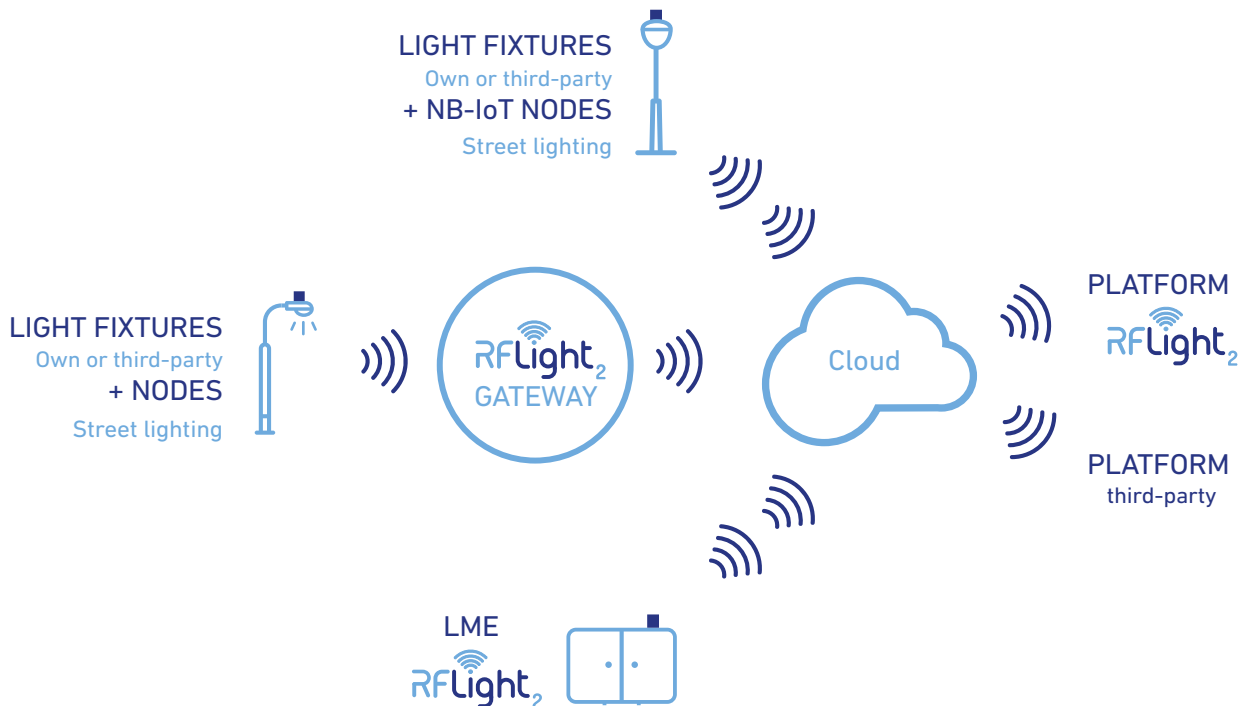 LIGHT FIXTURES
Own or third-party
+ NB-IoT NODES
Street lighting
LIGHT FIXTURES
Own or third-party
+ NODES
Street lighting
RFLight2
GATEWAY
Cloud
PLATFORM
RFLight2
PLATFORM
third-party
LME
RFLight2